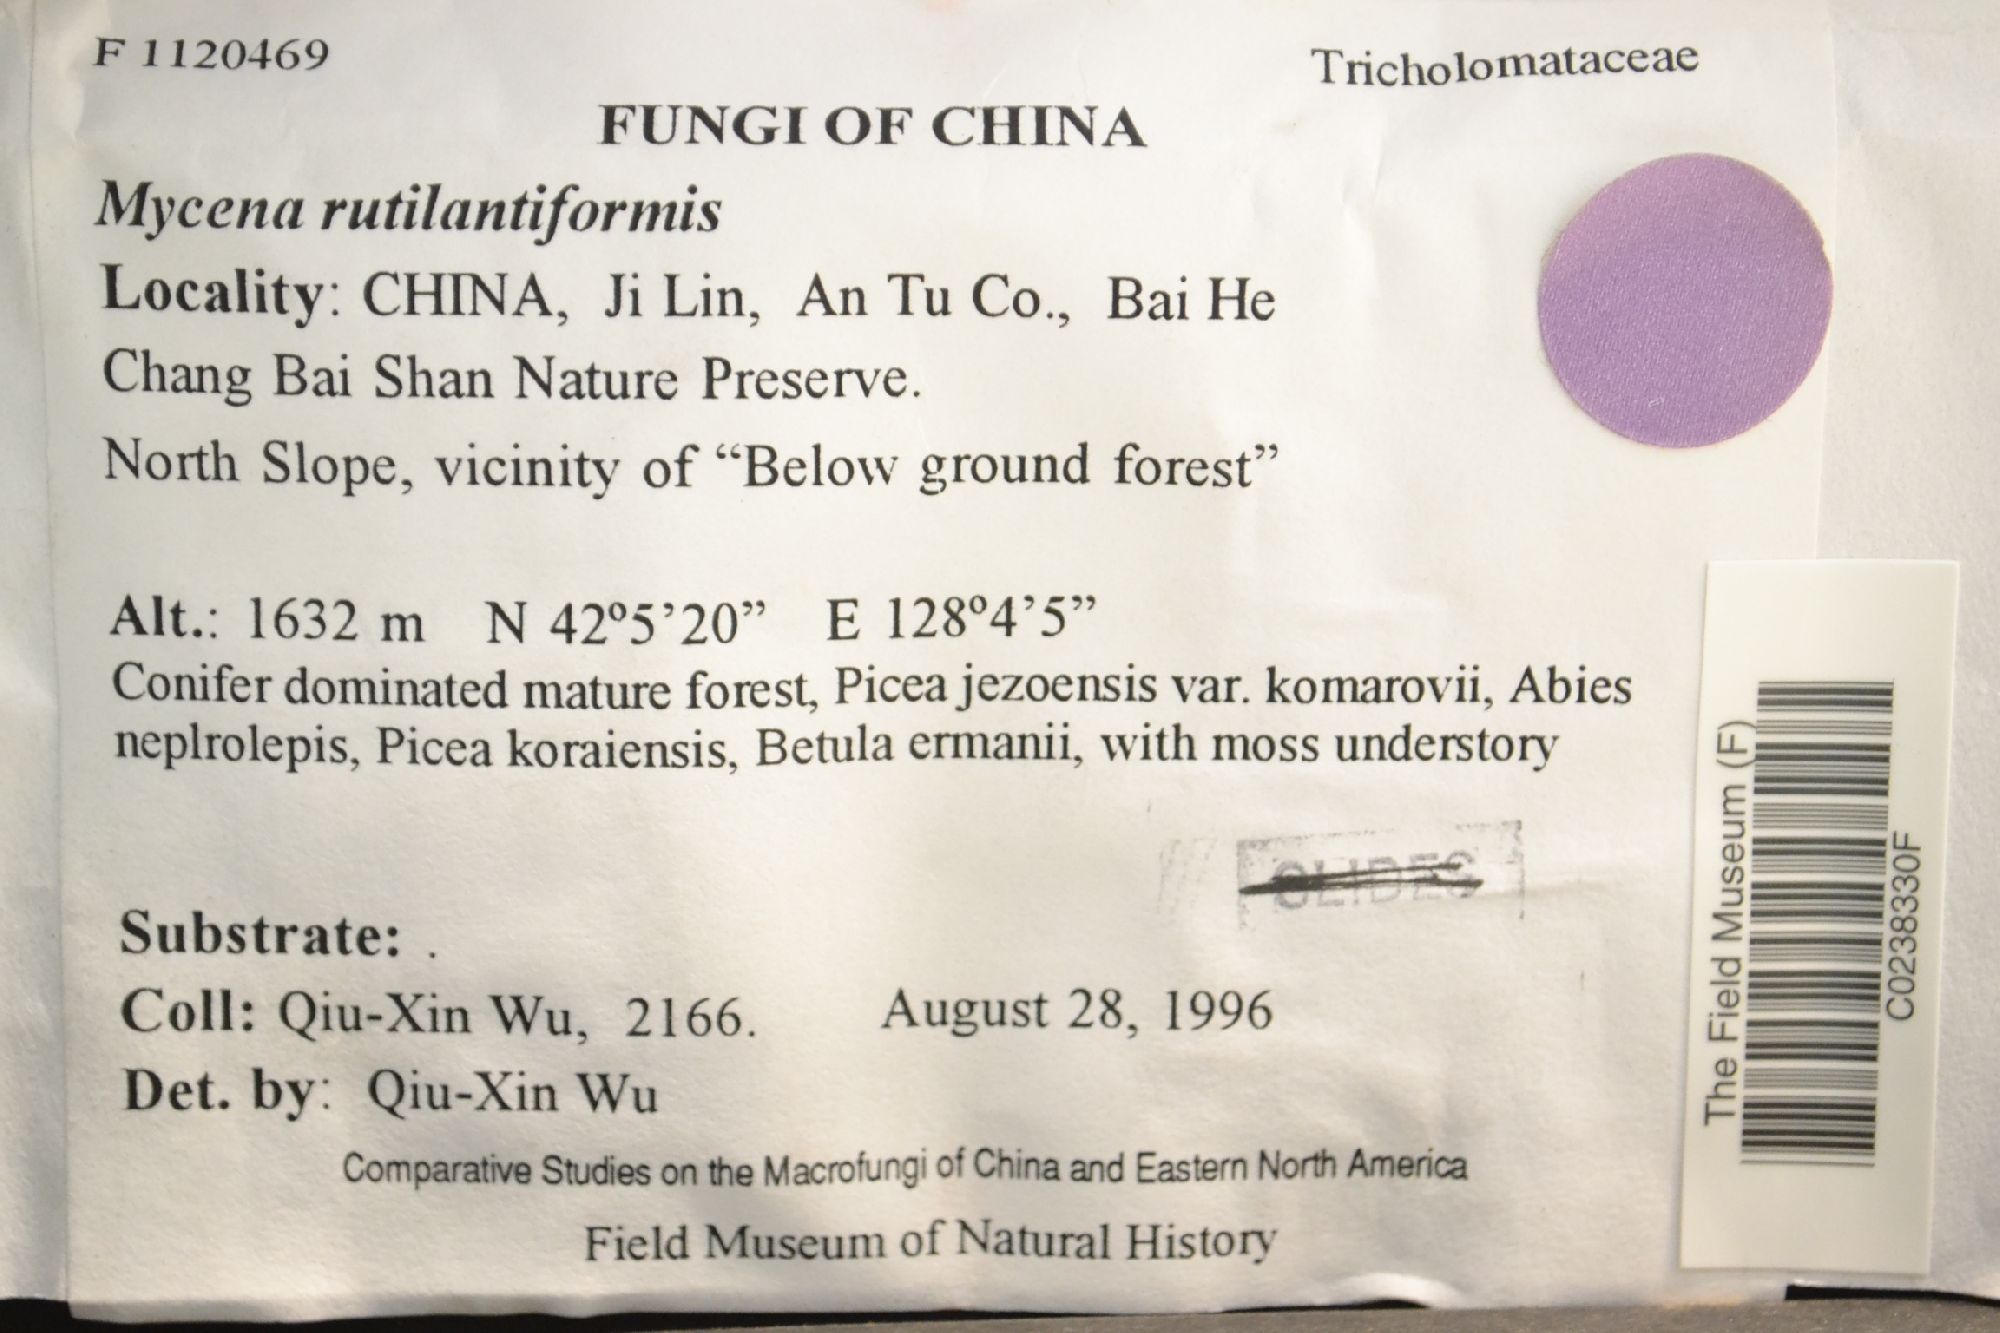 F 1120469
Tricholomataceae
FUNGI OF CHINA
Mycena rutilantiformis
Locality: CHINA, Ji Lin, An Tu Co., Bai He
Chang Bai Shan Nature Preserve.
North Slope, vicinity of “Below ground forest”
Alt.: 1632 m N 42º5’20” E 128º4’5”
Conifer dominated mature forest, Picea jezoensis var. komarovii, Abies
neplrolepis, Picea koraiensis, Betula ermanii, with moss understory
SLIDES
Substrate: .
Coll: Qiu-Xin Wu, 2166. August 28, 1996
Det. by: Qiu-Xin Wu
Comparative Studies on the Macrofungi of China and Eastern North America
Field Museum of Natural History
The Field Museum (F)
C0238330F